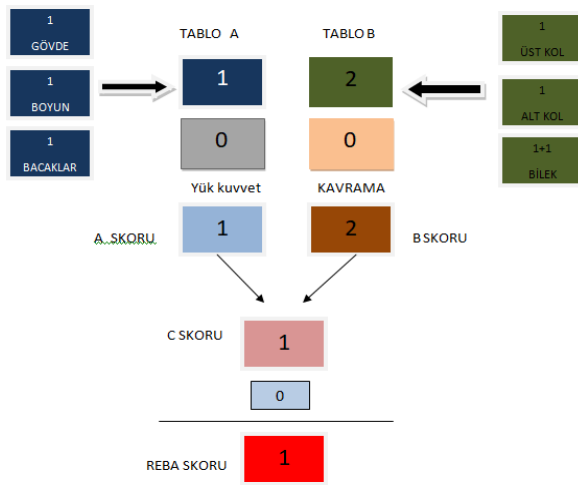 1
GÖVDE
1
BOYUN
1
BACAKLAR
TABLO A
1
0
Yük kuvvet
A SKORU
1
TABLO B
2
0
KAVRAMA
2
B SKORU
1
ÜST KOL
1
ALT KOL
1+1
BİLEK
C SKORU
1
0
REBA SKORU
1